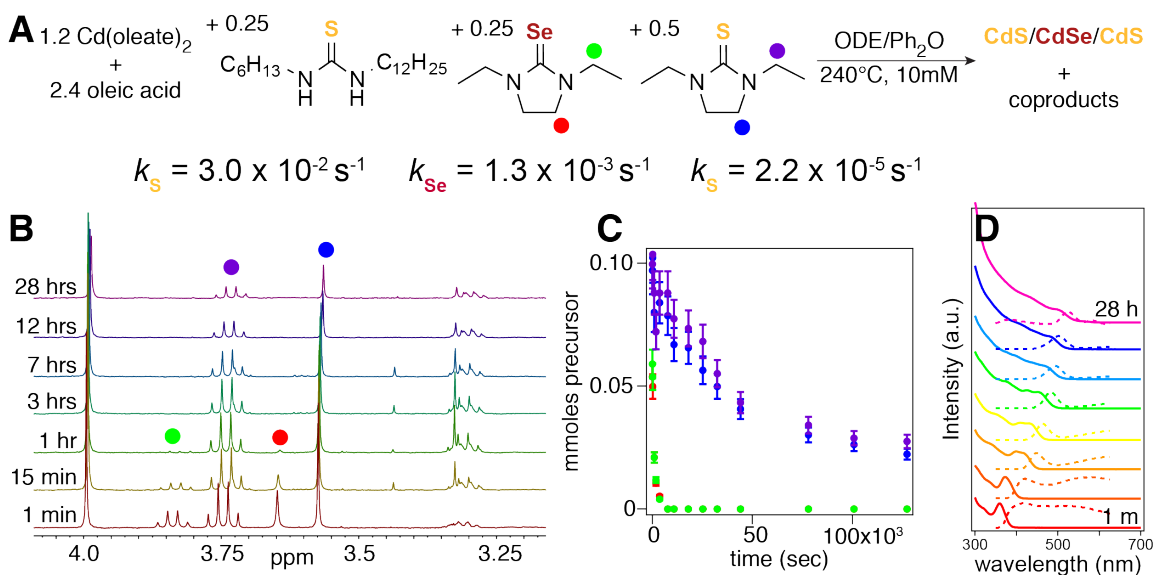 A
1.2 Cd(oleate)2
+
2.4 oleic acid
+ 0.25
S
C6H13
N
H
N
H
C12H25
+ 0.25
Se
N
N
+ 0.5
S
N
N
ODE/Ph2O
240°C, 10mM
CdS/CdSe/CdS
+
coproducts
kS = 3.0 x 10-2 s-1
kSe = 1.3 x 10-3 s-1
kS = 2.2 x 10-5 s-1
B
28 hrs
12 hrs
7 hrs
3 hrs
1 hr
15 min
1 min
4.0
3.75
ppm
3.5
3.25
C
mmoles precursor
0.10
0.05
0
0
50
100x103
time (sec)
D
Intensity (a.u.)
28 h
1 m
300
500
700
wavelength (nm)